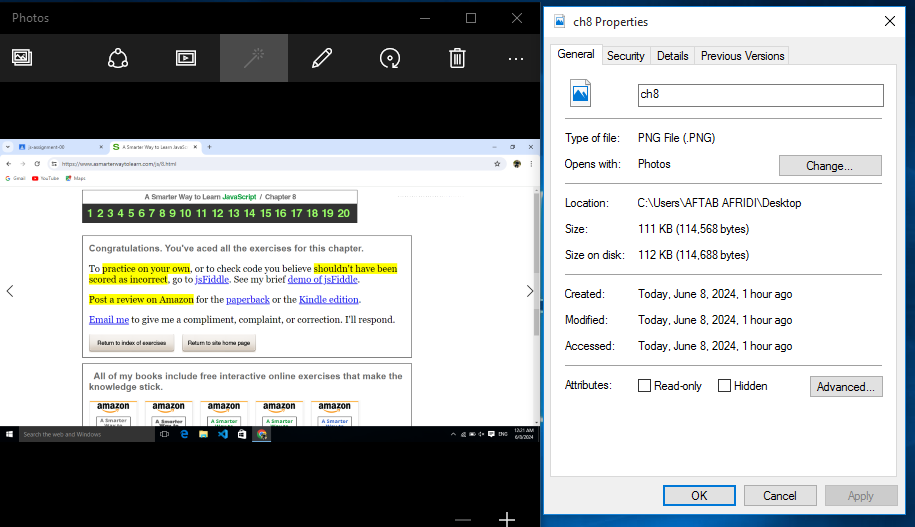 Photos
js-assignment-00
A Smarter Way to Learn JavaSc
https://www.asmarterwaytolearn.com/js/8.html
Gmail YouTube Maps
A Smarter Way to Learn JavaScript / Chapter 8
1 2 3 4 5 6 7 8 9 10 11 12 13 14 15 16 17 18 19 20
Congratulations. You've aced all the exercises for this chapter.
To practice on your own, or to check code you believe shouldn't have been
scored as incorrect, go to jsFiddle. See my brief demo of jsFiddle.
Post a review on Amazon for the paperback or the Kindle edition.
Email me to give me a compliment, complaint, or correction. I'll respond.
Return to index of exercises Return to site home page
All of my books include free interactive online exercises that make the
knowledge stick.
amazon amazon amazon amazon amazon
A Smarter A Smarter A Smarter A Smarter A Smarter
Search the web and Windows
ENG
12:21 AM
6/8/2024
ch8 Properties
General Security Details Previous Versions
ch8
Type of file: PNG File (.PNG)
Opens with: Photos Change...
Location: C:\Users\AFTAB AFRIDI\Desktop
Size: 111 KB (114,568 bytes)
Size on disk: 112 KB (114,688 bytes)
Created: Today, June 8, 2024, 1 hour ago
Modified: Today, June 8, 2024, 1 hour ago
Accessed: Today, June 8, 2024, 1 hour ago
Attributes: Read-only Hidden Advanced...
OK Cancel Apply